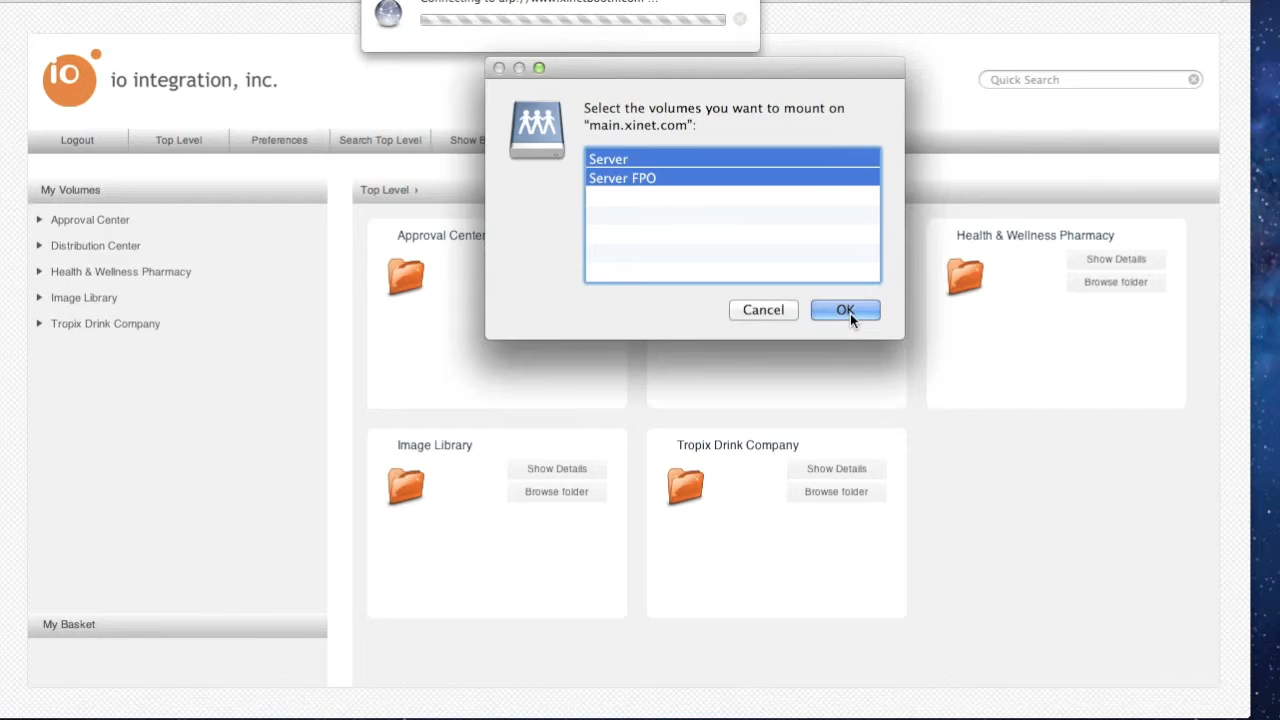 io
io integration, inc.
Quick Search
Logout
Top Level
Preferences
Search Top Level
Select the volumes you want to mount on
“main.xinet.com”:
Server
Server FPO
Cancel
OK
My Volumes
Approval Center
Distribution Center
Health & Wellness Pharmacy
Image Library
Tropix Drink Company
Top Level ›
Approval Center
Health & Wellness Pharmacy
Show Details
Browse folder
Image Library
Show Details
Browse folder
Tropix Drink Company
Show Details
Browse folder
My Basket